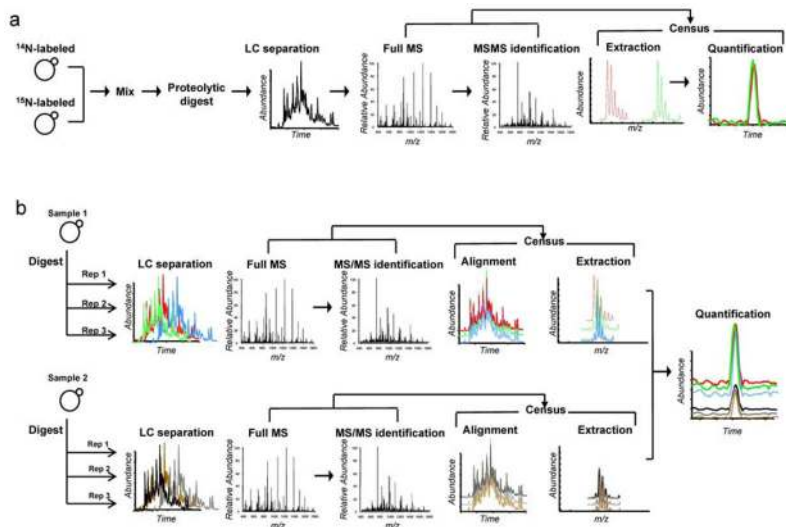 a
Census
LC separation
Full MS
MSMS identification
Extraction
Quantification
¹⁴N-labeled
¹⁵N-labeled
Mix
Proteolytic
digest
Abundance
Time
Relative Abundance
m/z
Relative Abundance
m/z
Abundance
m/z
Abundance
Time
b
Sample 1
Digest
Rep 1
Rep 2
Rep 3
LC separation
Abundance
Time
Full MS
Relative Abundance
m/z
MS/MS identification
Relative Abundance
m/z
Census
Alignment
Abundance
Time
Extraction
Abundance
m/z
Quantification
Abundance
Time
Sample 2
Digest
Rep 1
Rep 2
Rep 3
LC separation
Abundance
Time
Full MS
Relative Abundance
m/z
MS/MS identification
Relative Abundance
m/z
Census
Alignment
Abundance
Time
Extraction
Abundance
m/z